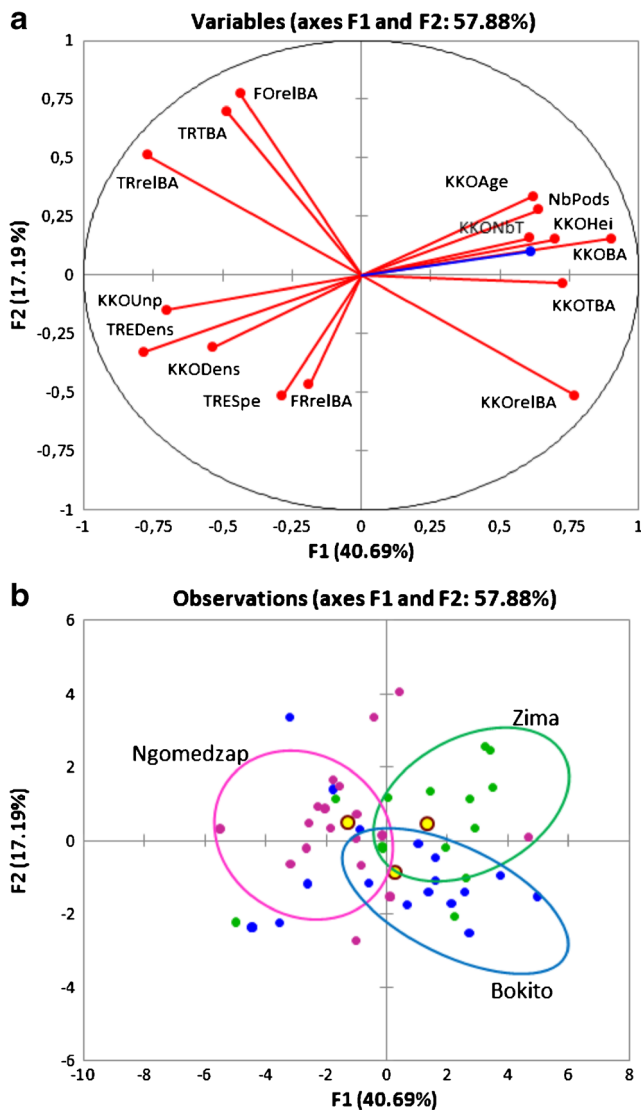 a
Variables (axes F1 and F2: 57.88%)
1
0,75
0,5
0,25
0
-0,25
-0,5
-0,75
-1
F2 (17.19 %)
FOrelBA
TRTBA
TRrelBA
KKOAge
NbPods
KKONbT
KKOHei
KKOBA
KKOTBA
KKOUnp
TREDens
KKODens
TRESpe
FRrelBA
KKOrelBA
-1 -0,75 -0,5 -0,25 0 0,25 0,5 0,75 1
F1 (40.69%)
b
Observations (axes F1 and F2: 57.88%)
6
4
2
0
-2
-4
-6
F2 (17.19%)
Zima
Ngomedzap
Bokito
-10 -8 -6 -4 -2 0 2 4 6 8
F1 (40.69%)